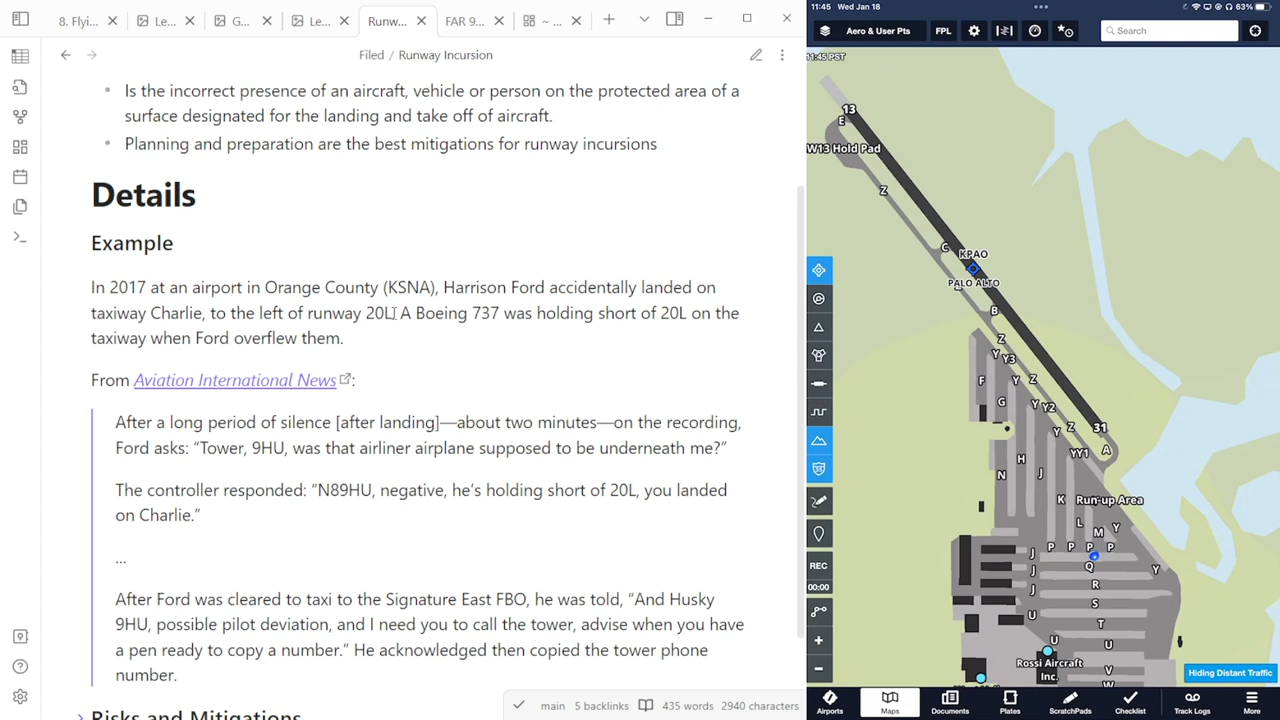 8. Flyi...
Le...
G...
Le...
Runw...
FAR 9...
~ ...
Filed / Runway Incursion
Is the incorrect presence of an aircraft, vehicle or person on the protected area of a
surface designated for the landing and take off of aircraft.
Planning and preparation are the best mitigations for runway incursions
Details
Example
In 2017 at an airport in Orange County (KSNA), Harrison Ford accidentally landed on
taxiway Charlie, to the left of runway 20L. A Boeing 737 was holding short of 20L on the
taxiway when Ford overflew them.
From Aviation International News:
After a long period of silence [after landing]—about two minutes—on the recording,
Ford asks: “Tower, 9HU, was that airliner airplane supposed to be underneath me?”
The controller responded: “N89HU, negative, he’s holding short of 20L, you landed
on Charlie.”
...
After Ford was cleared to taxi to the Signature East FBO, he was told, “And Husky
9HU, possible pilot deviation, and I need you to call the tower, advise when you have
a pen ready to copy a number.” He acknowledged then copied the tower phone
number.
Risks and Mitigations
main 5 backlinks 435 words 2940 characters
11:45 Wed Jan 18
63%
Aero & User Pts
FPL
Search
11:45 PST
13
E
W13 Hold Pad
Z
C
KPAO
PALO ALTO
B
Z
Y Y3
F Y Z
G Y Y2
Y Z 31
YY1 A
H
N J
K Run-up Area
L
M Y
P P P P
J
Q Y
J
R
J
S
U
T
U U
Rossi Aircraft
Inc.
V
W
REC
00:00
Hiding Distant Traffic
Airports
Maps
Documents
Plates
ScratchPads
Checklist
Track Logs
More